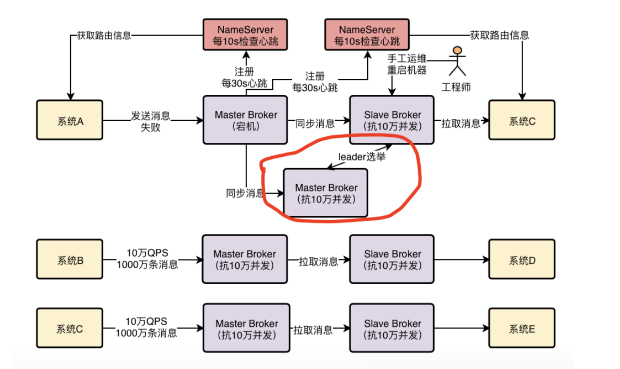 NameServer
每10s检查心跳
NameServer
每10s检查心跳
获取路由信息
获取路由信息
注册
每30s心跳
注册
每30s心跳
手工运维
重启机器
工程师
系统A
发送消息
失败
Master Broker
（宕机）
同步消息
Slave Broker
（抗10万并发）
拉取消息
系统C
leader选举
同步消息
Master Broker
（抗10万并发）
系统B
10万QPS
1000万条消息
Master Broker
（抗10万并发）
拉取消息
Slave Broker
（抗10万并发）
系统D
系统C
10万QPS
1000万条消息
Master Broker
（抗10万并发）
拉取消息
Slave Broker
（抗10万并发）
系统E